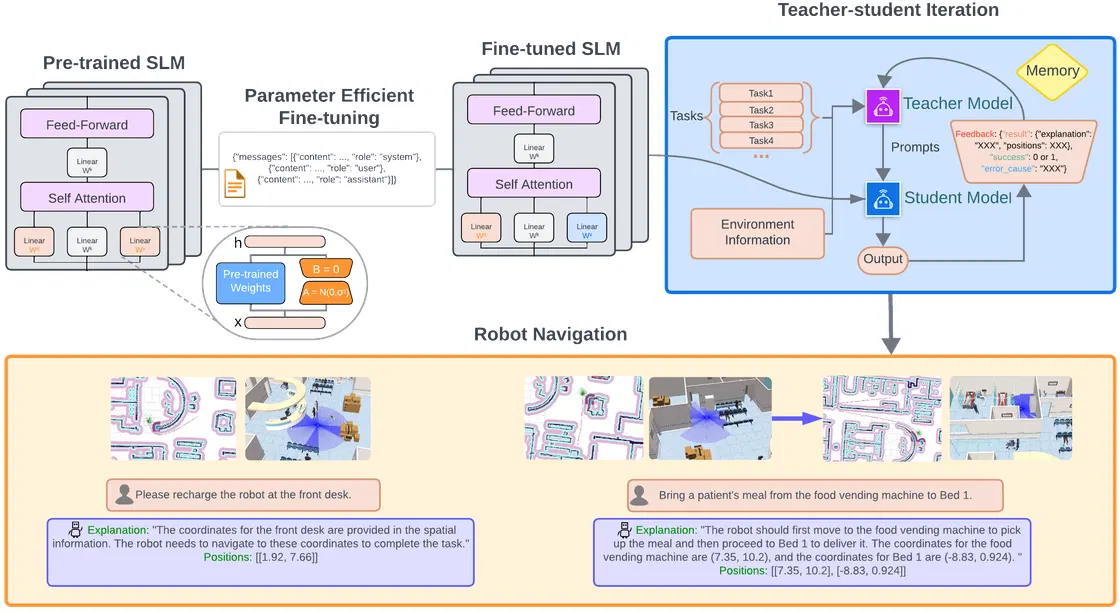 Teacher-student Iteration
Pre-trained SLM
Feed-Forward
Linear
Self Attention
Linear
Linear
Linear
Parameter Efficient
Fine-tuning
{"messages": [{"content": ..., "role": "system"},
{"content": ..., "role": "user"},
{"content": ..., "role": "assistant"}]}
h
Pre-trained
Weights
B = 0
x
Fine-tuned SLM
Feed-Forward
Linear
Self Attention
Linear
Linear
Linear
Tasks
Task1
Task2
Task3
Task4
...
Environment
Information
Teacher Model
Prompts
Student Model
Output
Memory
Feedback: {"result": {"explanation":
"XXX", "positions": XXX},
"success": 0 or 1,
"error_cause": "XXX"}
Robot Navigation
Please recharge the robot at the front desk.
Explanation: "The coordinates for the front desk are provided in the spatial
information. The robot needs to navigate to these coordinates to complete the task."
Positions: [[1.92, 7.66]]
Bring a patient's meal from the food vending machine to Bed 1.
Explanation: "The robot should first move to the food vending machine to pick
up the meal and then proceed to Bed 1 to deliver it. The coordinates for the food
vending machine are (7.35, 10.2), and the coordinates for Bed 1 are (-8.83, 0.924). "
Positions: [[7.35, 10.2], [-8.83, 0.924]]